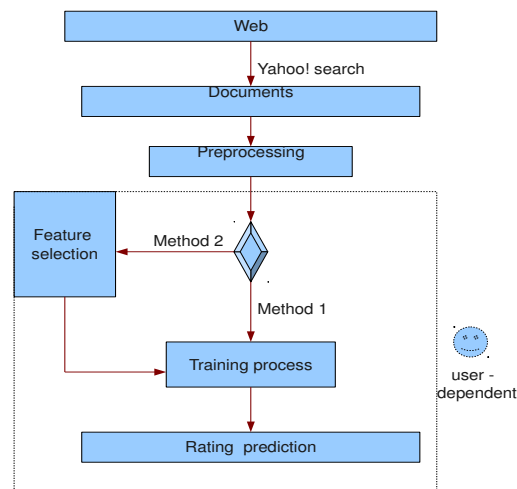 Web
Yahoo! search
Documents
Preprocessing
Feature
selection
Method 2
Method 1
Training process
user -
dependent
Rating prediction